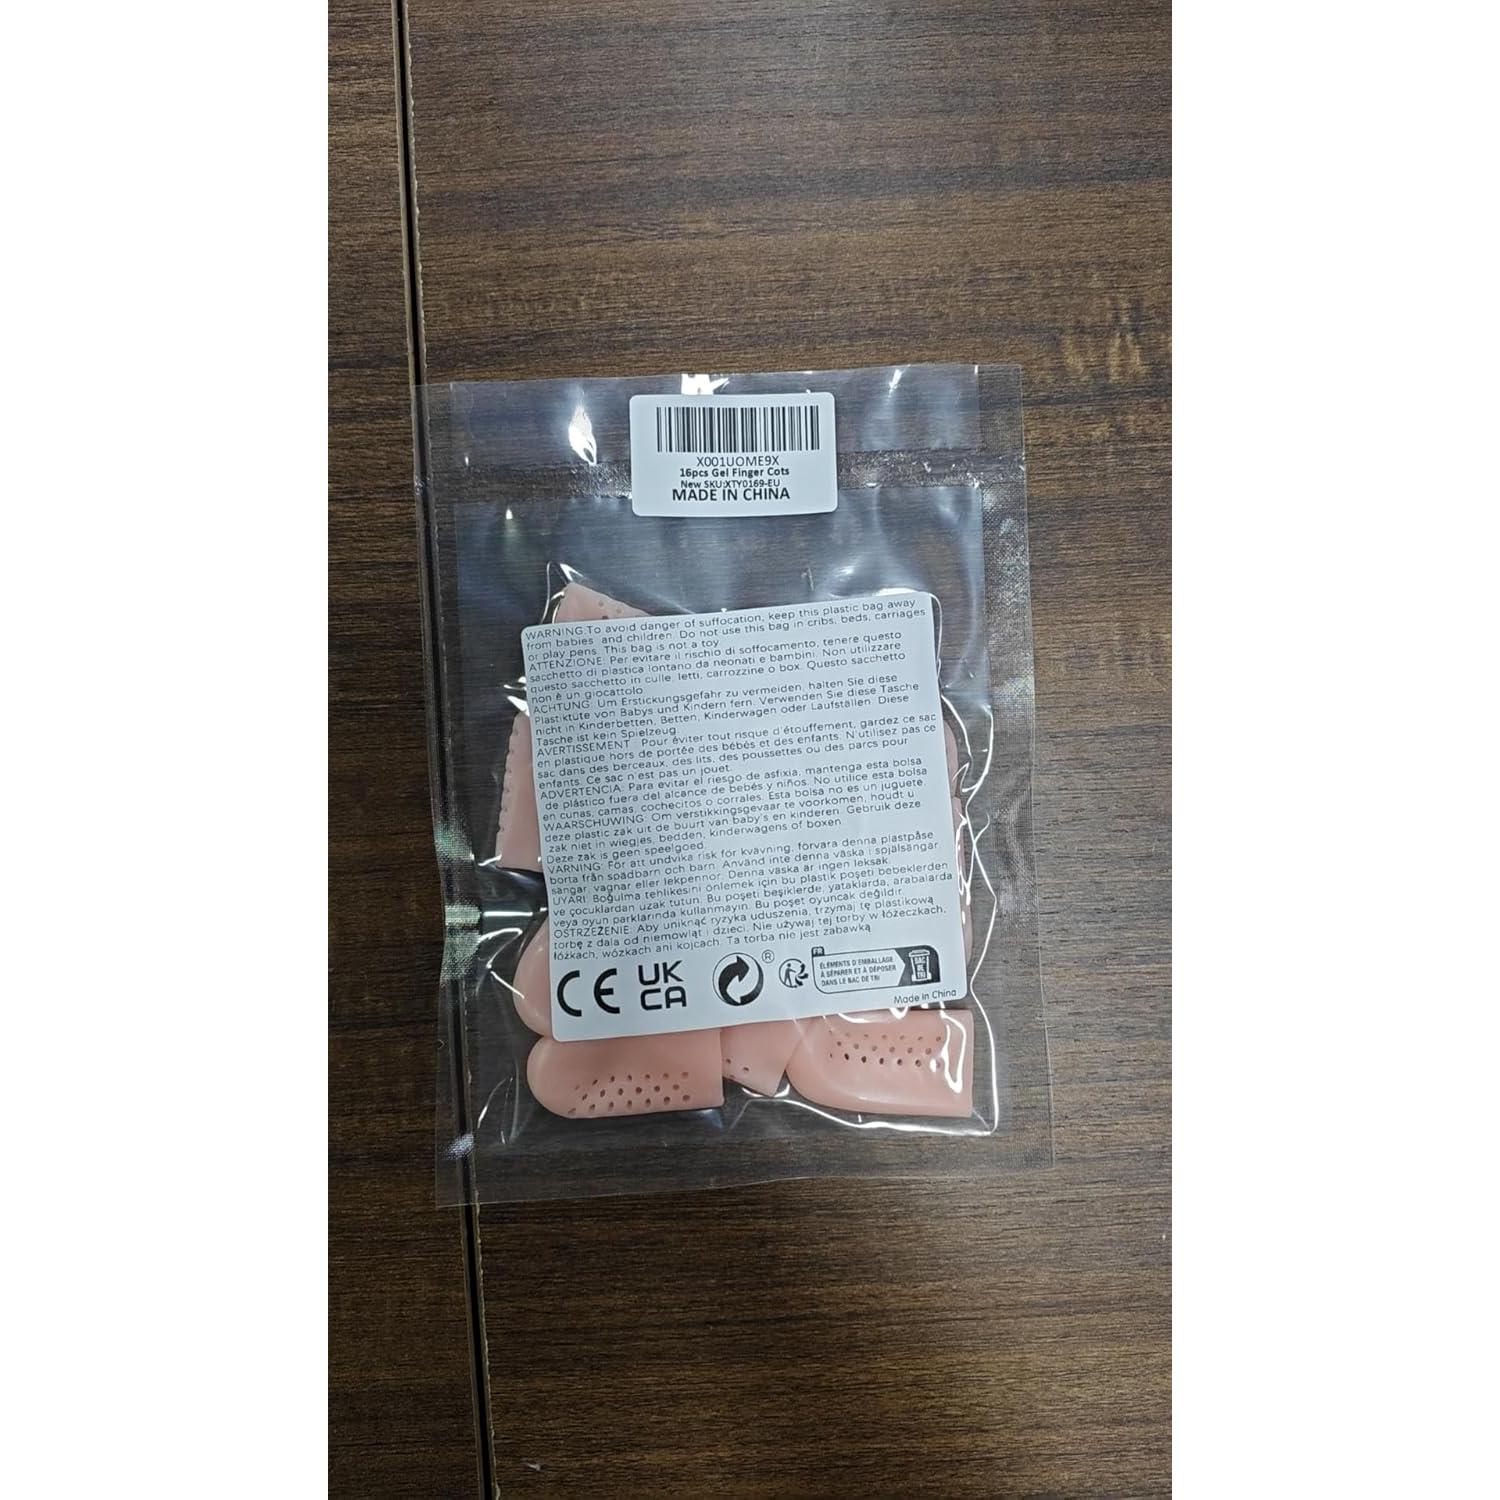 X001UOME9X
16pcs Gel Finger Cots
New SKU:XTY0169-EU
MADE IN CHINA
WARNING:To avoid danger of suffocation, keep this plastic bag away
from babies and children. Do not use this bag in cribs, beds, carriages
or play pens. This bag is not a toy
ATTENZIONE: Per evitare il rischio di soffocamento, tenere questo
sacchetto di plastica lontano da neonati e bambini. Non utilizzare
questo sacchetto in culle, letti, carrozzine o box. Questo sacchetto
non è un giocattolo
ACHTUNG: Um Erstickungsgefahr zu vermeiden, halten Sie diese
Plastiktüte von Babys und Kindern fern. Verwenden Sie diese Tasche
nicht in Kinderbetten, Betten, Kinderwagen oder Laufställen. Diese
Tasche ist kein Spielzeug
AVERTISSEMENT : Pour éviter tout risque d'étouffement, gardez ce sac
en plastique hors de portée des bébés et des enfants. N'utilisez pas ce
sac dans des berceaux, des lits, des poussettes ou des parcs pour
enfants. Ce sac n'est pas un jouet.
ADVERTENCIA: Para evitar el riesgo de asfixia, mantenga esta bolsa
de plástico fuera del alcance de bebés y niños. No utilice esta bolsa
en cunas, camas, cochecitos o corrales. Esta bolsa no es un juguete.
WAARSCHUWING: Om verstikkingsgevaar te voorkomen, houdt u
deze plastic zak uit de buurt van baby's en kinderen. Gebruik deze
zak niet in wiegjes, bedden, kinderwagens of boxen.
Deze zak is geen speelgoed.
VARNING: För att undvika risk för kvävning, förvara denna plastpåse
borta från spädbarn och barn. Använd inte denna väska i spjälsängar,
sängar, vagnar eller lekpennor. Denna väska är ingen leksak.
UYARI: Boğulma tehlikesini önlemek için bu plastik poşeti bebeklerden
ve çocuklardan uzak tutun. Bu poşeti beşiklerde, yataklarda, arabalarda
veya oyun parklarında kullanmayın. Bu poşet oyuncak değildir.
OSTRZEŻENIE: Aby uniknąć ryzyka uduszenia, trzymaj tę plastikową
torbę z dala od niemowląt i dzieci. Nie używaj tej torby w łóżeczkach,
łóżkach, wózkach ani kojcach. Ta torba nie jest zabawką
CE
UK
CA
®
FR
ÉLÉMENTS D'EMBALLAGE
À SÉPARER ET À DÉPOSER
DANS LE BAC DE TRI
BAC
DE
TRI
Made in China